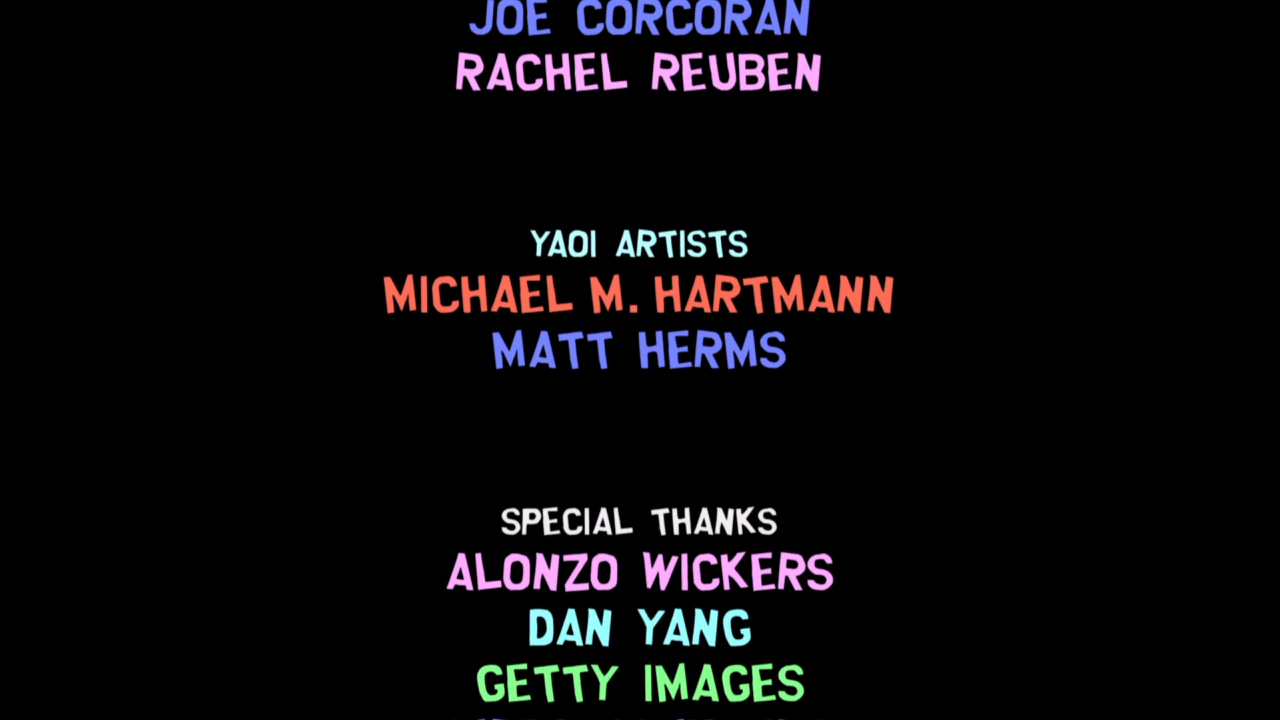 JOE CORCORAN
RACHEL REUBEN
YAOI ARTISTS
MICHAEL M. HARTMANN
MATT HERMS
SPECIAL THANKS
ALONZO WICKERS
DAN YANG
GETTY IMAGES